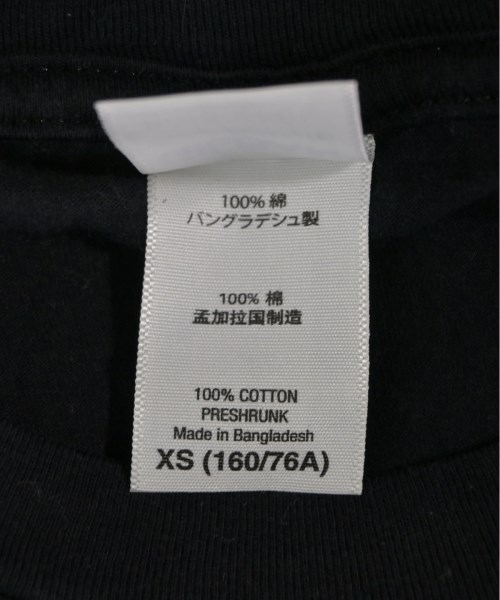 100% 綿
バングラデシュ製
100% 棉
孟加拉国制造
100% COTTON
PRESHRUNK
Made in Bangladesh
XS (160/76A)